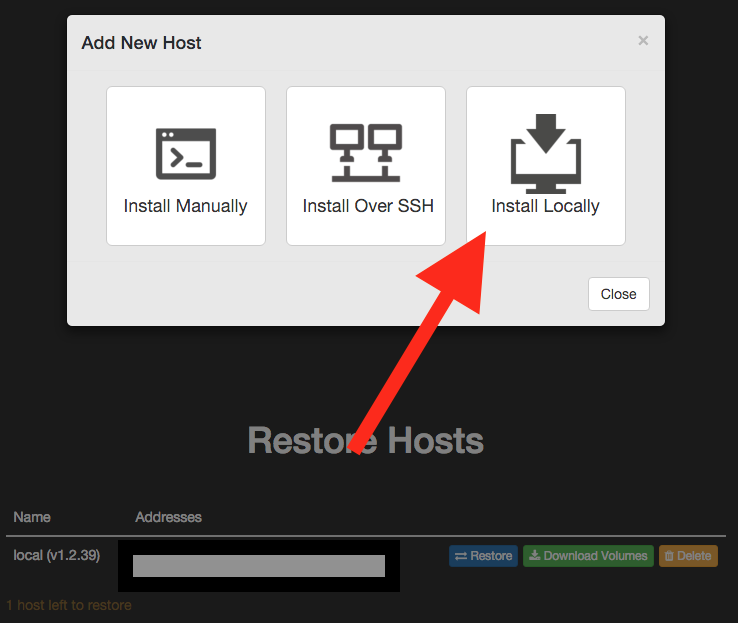 Add New Host
×
Install Manually
Install Over SSH
Install Locally
Close
Restore Hosts
Name Addresses
local (v1.2.39) Restore Download Volumes Delete
1 host left to restore